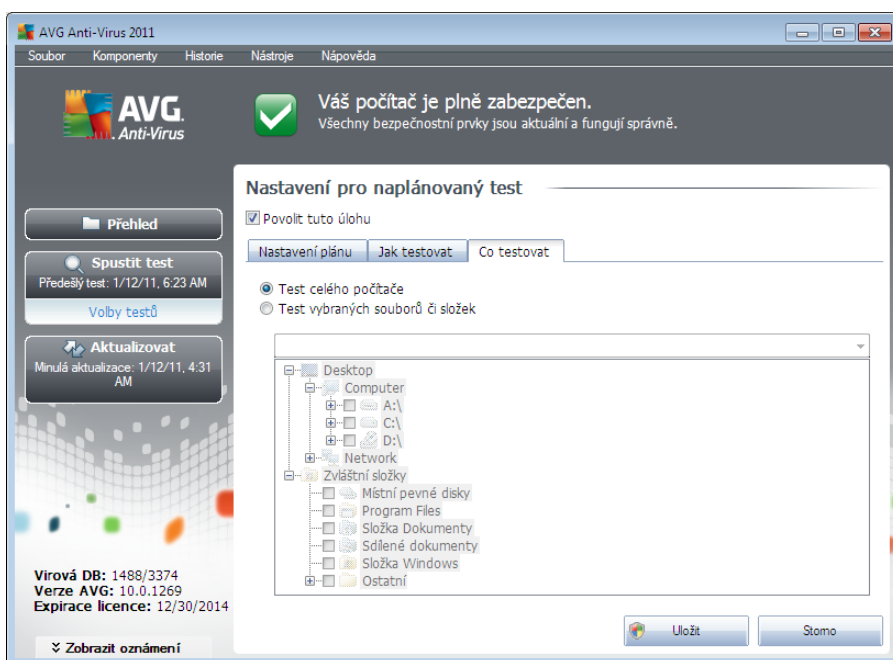 AVG Anti-Virus 2011
Soubor Komponenty Historie Nástroje Nápověda
AVG.
Anti-Virus
Váš počítač je plně zabezpečen.
Všechny bezpečnostní prvky jsou aktuální a fungují správně.
Přehled
Spustit test
Předešlý test: 1/12/11, 6:23 AM
Volby testů
Aktualizovat
Minulá aktualizace: 1/12/11, 4:31
AM
Virová DB: 1488/3374
Verze AVG: 10.0.1269
Expirace licence: 12/30/2014
Zobrazit oznámení
Nastavení pro naplánovaný test
Povolit tuto úlohu
Nastavení plánu Jak testovat Co testovat
Test celého počítače
Test vybraných souborů či složek
Desktop
Computer
A:\
C:\
D:\
Network
Zvláštní složky
Místní pevné disky
Program Files
Složka Dokumenty
Sdílené dokumenty
Složka Windows
Ostatní
Uložit Storno